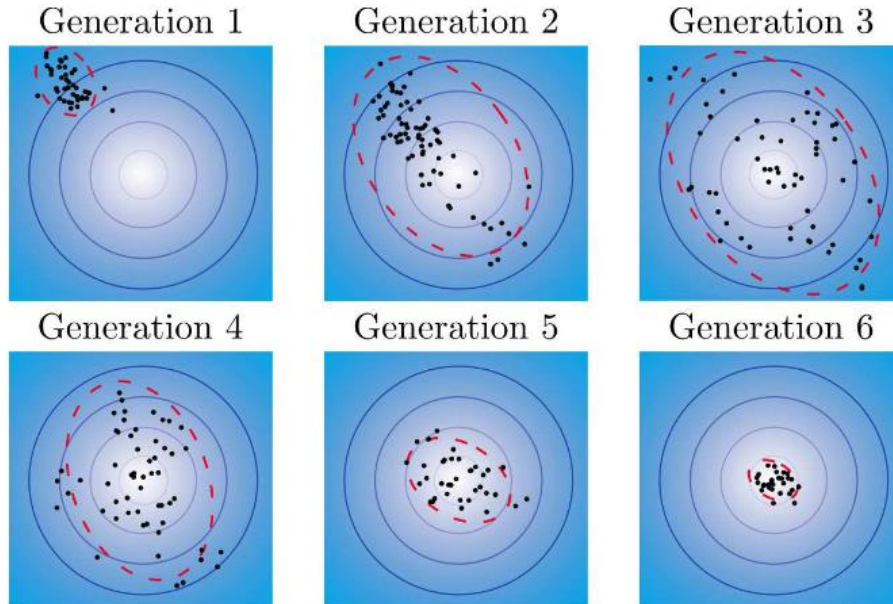 Generation 1
Generation 2
Generation 3
Generation 4
Generation 5
Generation 6